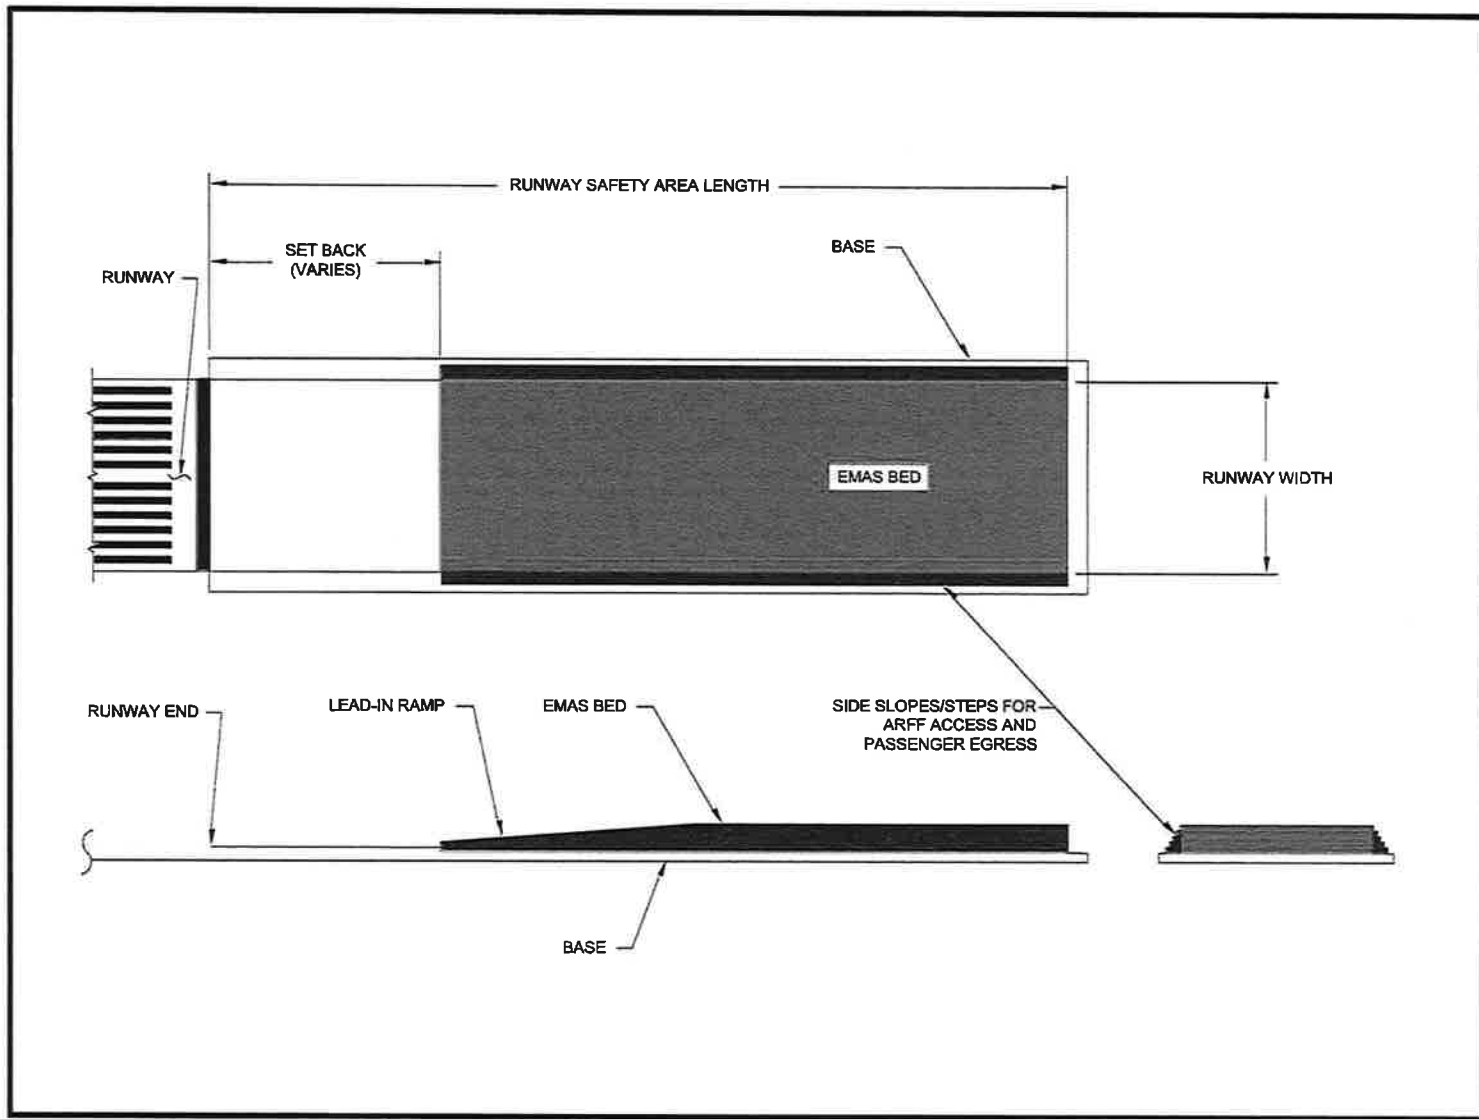 RUNWAY SAFETY AREA LENGTH
SET BACK
(VARIES)
BASE
RUNWAY
EMAS BED
RUNWAY WIDTH
RUNWAY END
LEAD-IN RAMP
EMAS BED
SIDE SLOPES/STEPS FOR
ARFF ACCESS AND
PASSENGER EGRESS
BASE